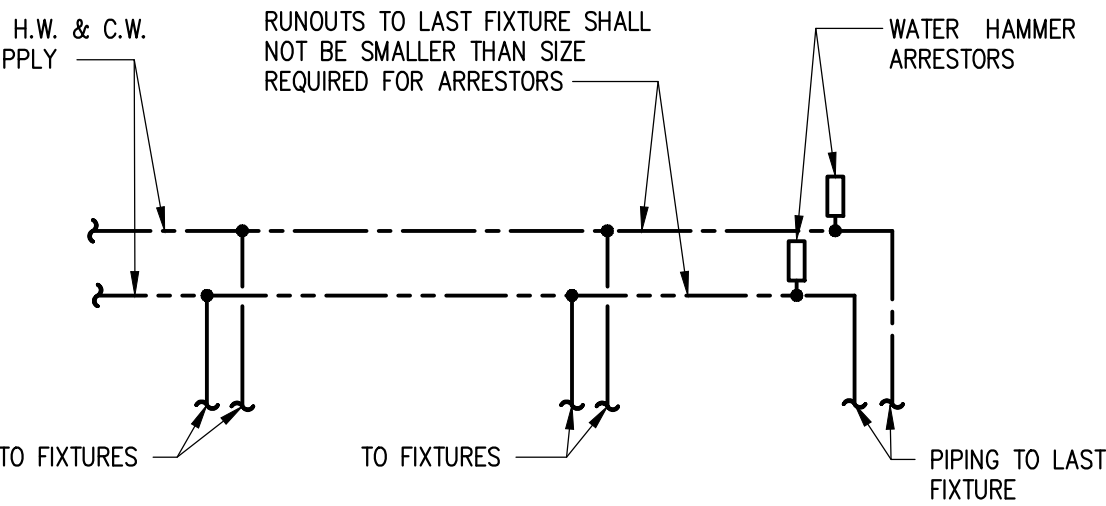 H.W. & C.W.
PPLY
RUNOUTS TO LAST FIXTURE SHALL
NOT BE SMALLER THAN SIZE
REQUIRED FOR ARRESTORS
WATER HAMMER
ARRESTORS
TO FIXTURES
TO FIXTURES
PIPING TO LAST
FIXTURE